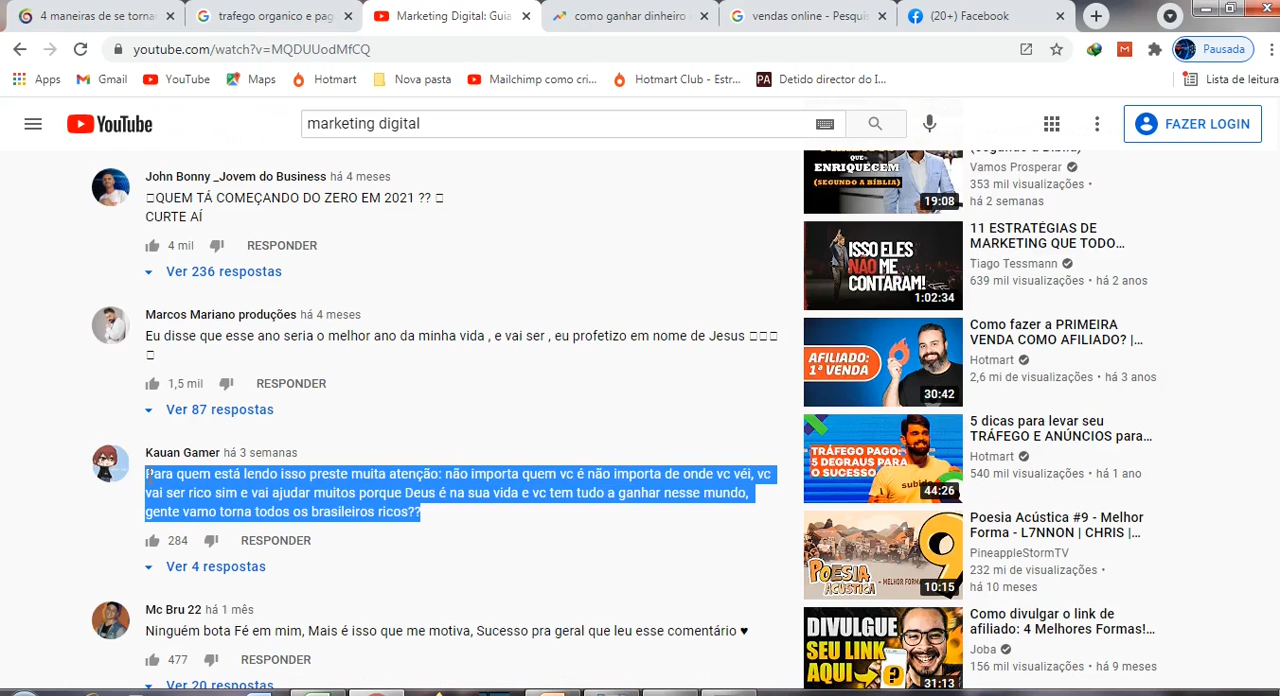 4 maneiras de se torna
trafego organico e pag
Marketing Digital: Guia
como ganhar dinheiro
vendas online - Pesquis
(20+) Facebook
youtube.com/watch?v=MQDUUodMfCQ
Pausada
Apps
Gmail
YouTube
Maps
Hotmart
Nova pasta
Mailchimp como cri...
Hotmart Club - Estr...
PA
Detido director do I...
Lista de leitura
YouTube
marketing digital
FAZER LOGIN
John Bonny _Jovem do Business há 4 meses
QUEM TÁ COMEÇANDO DO ZERO EM 2021 ??
CURTE AÍ
4 mil RESPONDER
Ver 236 respostas
Marcos Mariano produções há 4 meses
Eu disse que esse ano seria o melhor ano da minha vida , e vai ser , eu profetizo em nome de Jesus
1,5 mil RESPONDER
Ver 87 respostas
Kauan Gamer há 3 semanas
Para quem está lendo isso preste muita atenção: não importa quem vc é não importa de onde vc véi, vc
vai ser rico sim e vai ajudar muitos porque Deus é na sua vida e vc tem tudo a ganhar nesse mundo,
gente vamo torna todos os brasileiros ricos??
284 RESPONDER
Ver 4 respostas
Mc Bru 22 há 1 mês
Ninguém bota Fé em mim, Mais é isso que me motiva, Sucesso pra geral que leu esse comentário ♥
477 RESPONDER
Ver 20 respostas
QUE
ENRIQUECEM
(SEGUNDO A BÍBLIA)
19:08
(Segundo a Bíblia)
Vamos Prosperar
353 mil visualizações •
há 2 semanas
ISSO ELES
NÃO ME
CONTARAM!
1:02:34
11 ESTRATÉGIAS DE
MARKETING QUE TODO...
Tiago Tessmann
639 mil visualizações • há 2 anos
AFILIADO:
1ª VENDA
30:42
Como fazer a PRIMEIRA
VENDA COMO AFILIADO? |...
Hotmart
2,6 mi de visualizações • há 3 anos
TRÁFEGO PAGO:
5 DEGRAUS PARA
O SUCESSO
44:26
5 dicas para levar seu
TRÁFEGO E ANÚNCIOS para...
Hotmart
540 mil visualizações • há 1 ano
POESIA
ACÚSTICA
9
MELHOR FORMA
10:15
Poesia Acústica #9 - Melhor
Forma - L7NNON | CHRIS |...
PineappleStormTV
232 mi de visualizações •
há 10 meses
DIVULGUE
SEU LINK
AQUI
31:13
Como divulgar o link de
afiliado: 4 Melhores Formas!...
Joba
156 mil visualizações • há 9 meses